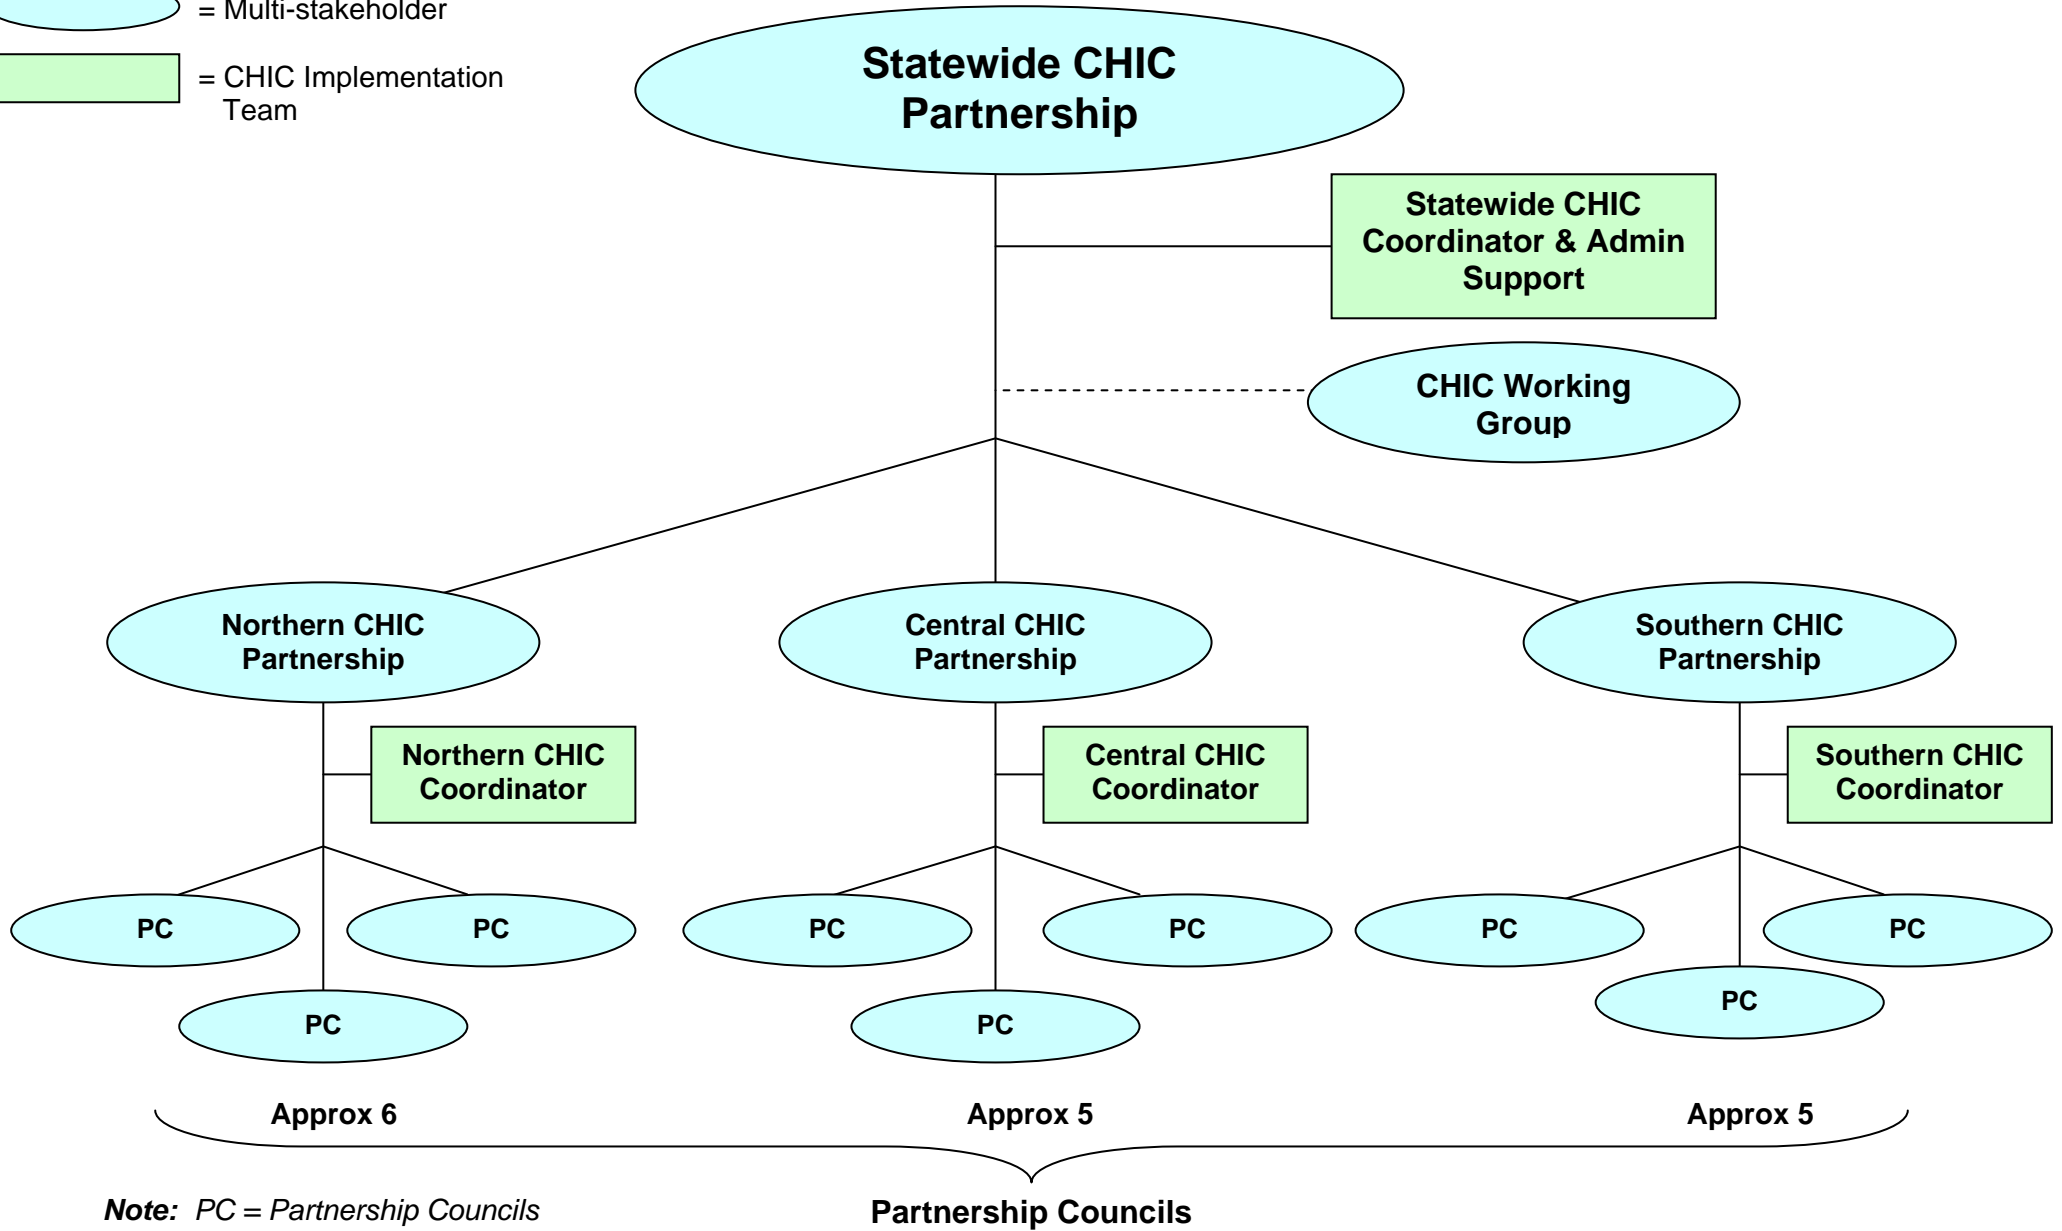 = Multi-stakeholder
= CHIC Implementation
Team
Statewide CHIC
Partnership
Statewide CHIC
Coordinator & Admin
Support
CHIC Working
Group
Northern CHIC
Partnership
Central CHIC
Partnership
Southern CHIC
Partnership
Northern CHIC
Coordinator
Central CHIC
Coordinator
Southern CHIC
Coordinator
PC
PC
PC
PC
PC
PC
PC
PC
PC
Approx 6
Approx 5
Approx 5
Note: PC = Partnership Councils
Partnership Councils